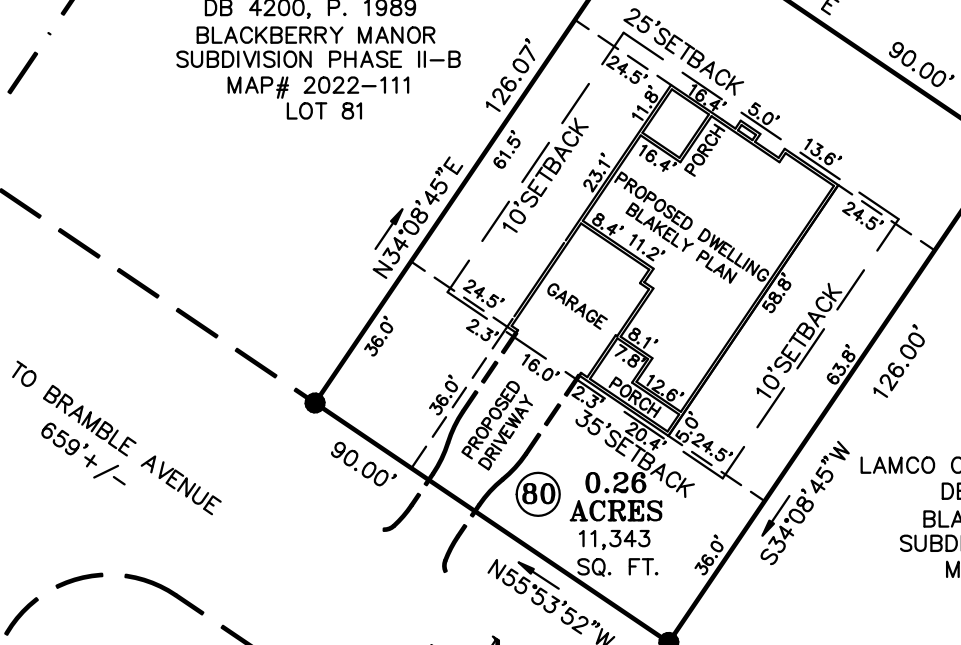 DB 4200, P. 1989
BLACKBERRY MANOR
SUBDIVISION PHASE II-B
MAP# 2022-111
LOT 81
E
90.00'
126.07'
61.5'
N34°08'45"E
36.0'
25'SETBACK
24.5'
16.4'
5.0'
13.6'
11.8'
PORCH
16.4'
23.1'
10'SETBACK
PROPOSED DWELLING
BLAKELY PLAN
24.5'
8.4'
11.2'
58.8'
GARAGE
24.5'
2.3'
8.1'
7.8'
12.6'
16.0'
PORCH
2.3'
20.4'
5.0'
24.5'
35'SETBACK
10'SETBACK
63.8'
126.00'
36.0'
PROPOSED
DRIVEWAY
TO BRAMBLE AVENUE
659'+/-
90.00'
80
0.26
ACRES
11,343
SQ. FT.
S34°08'45"W
36.0'
N55°53'52"W
LAMCO
SUBD
M